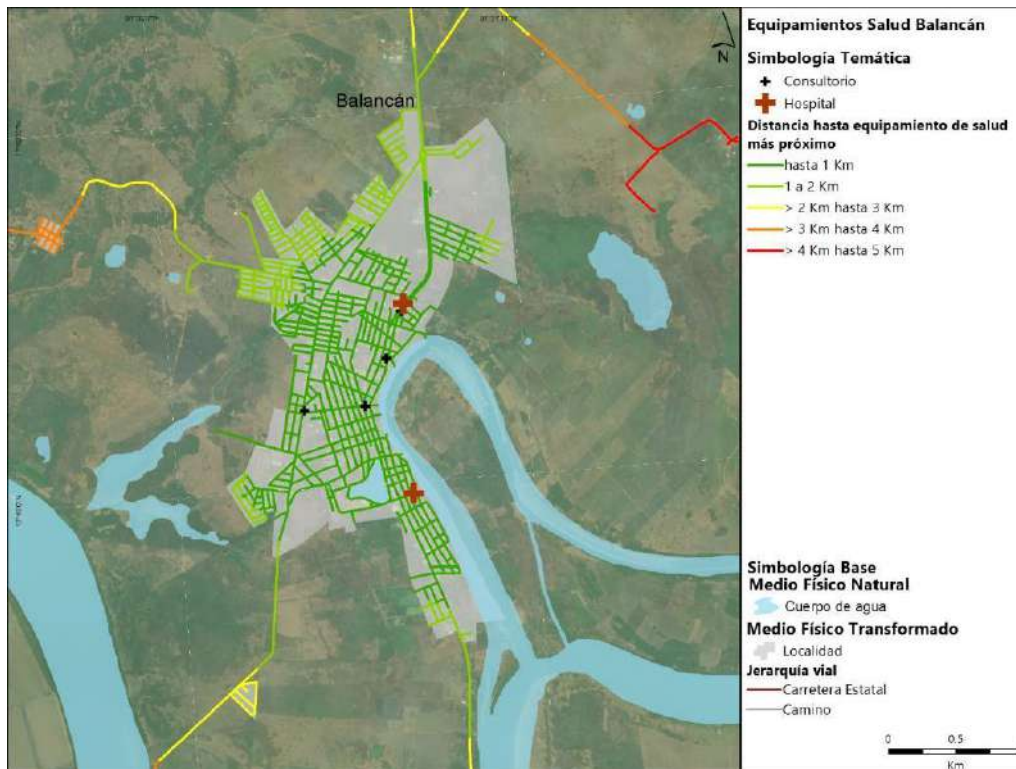 Balancán
N
Equipamientos Salud Balancán
Simbología Temática
Consultorio
Hospital
Distancia hasta equipamiento de salud
más próximo
hasta 1 Km
1 a 2 Km
> 2 Km hasta 3 Km
> 3 Km hasta 4 Km
> 4 Km hasta 5 Km
Simbología Base
Medio Físico Natural
Cuerpo de agua
Medio Físico Transformado
Localidad
Jerarquía vial
Carretera Estatal
Camino
0 0.5
Km